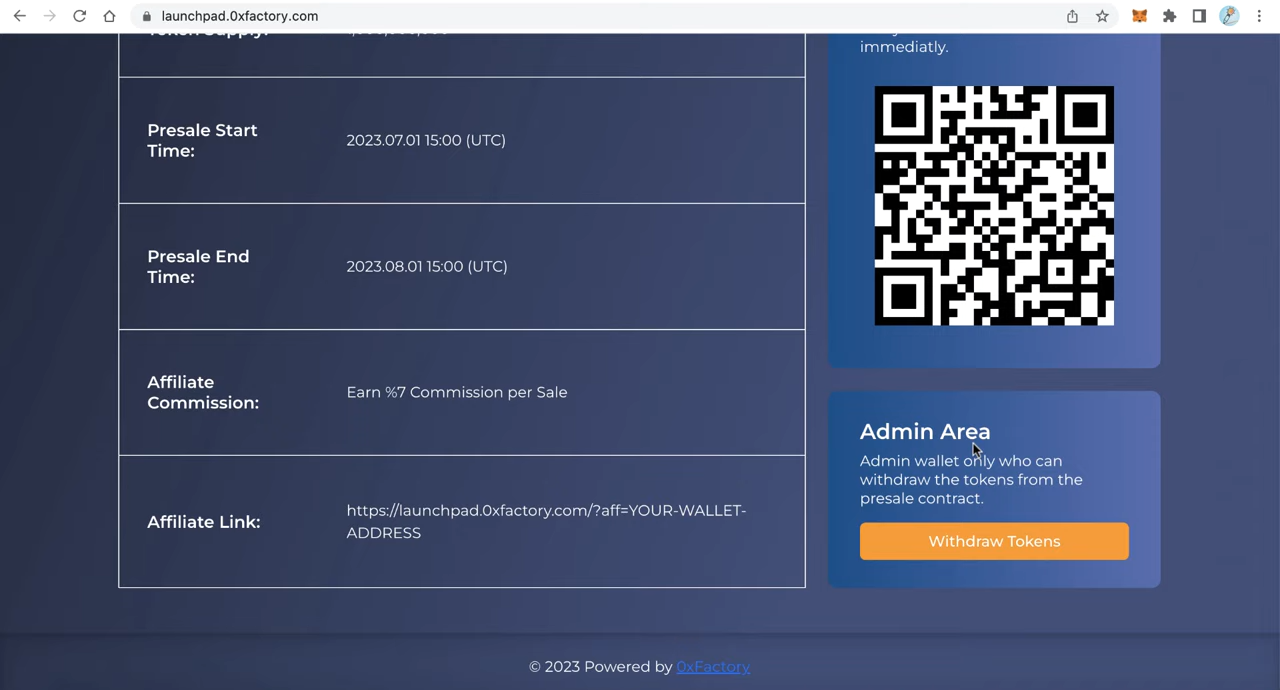 launchpad.0xfactory.com
Token Supply:
immediatly.
Presale Start
Time:
2023.07.01 15:00 (UTC)
Presale End
Time:
2023.08.01 15:00 (UTC)
Affiliate
Commission:
Earn %7 Commission per Sale
Affiliate Link:
https://launchpad.0xfactory.com/?aff=YOUR-WALLET-
ADDRESS
Admin Area
Admin wallet only who can
withdraw the tokens from the
presale contract.
Withdraw Tokens
© 2023 Powered by 0xFactory